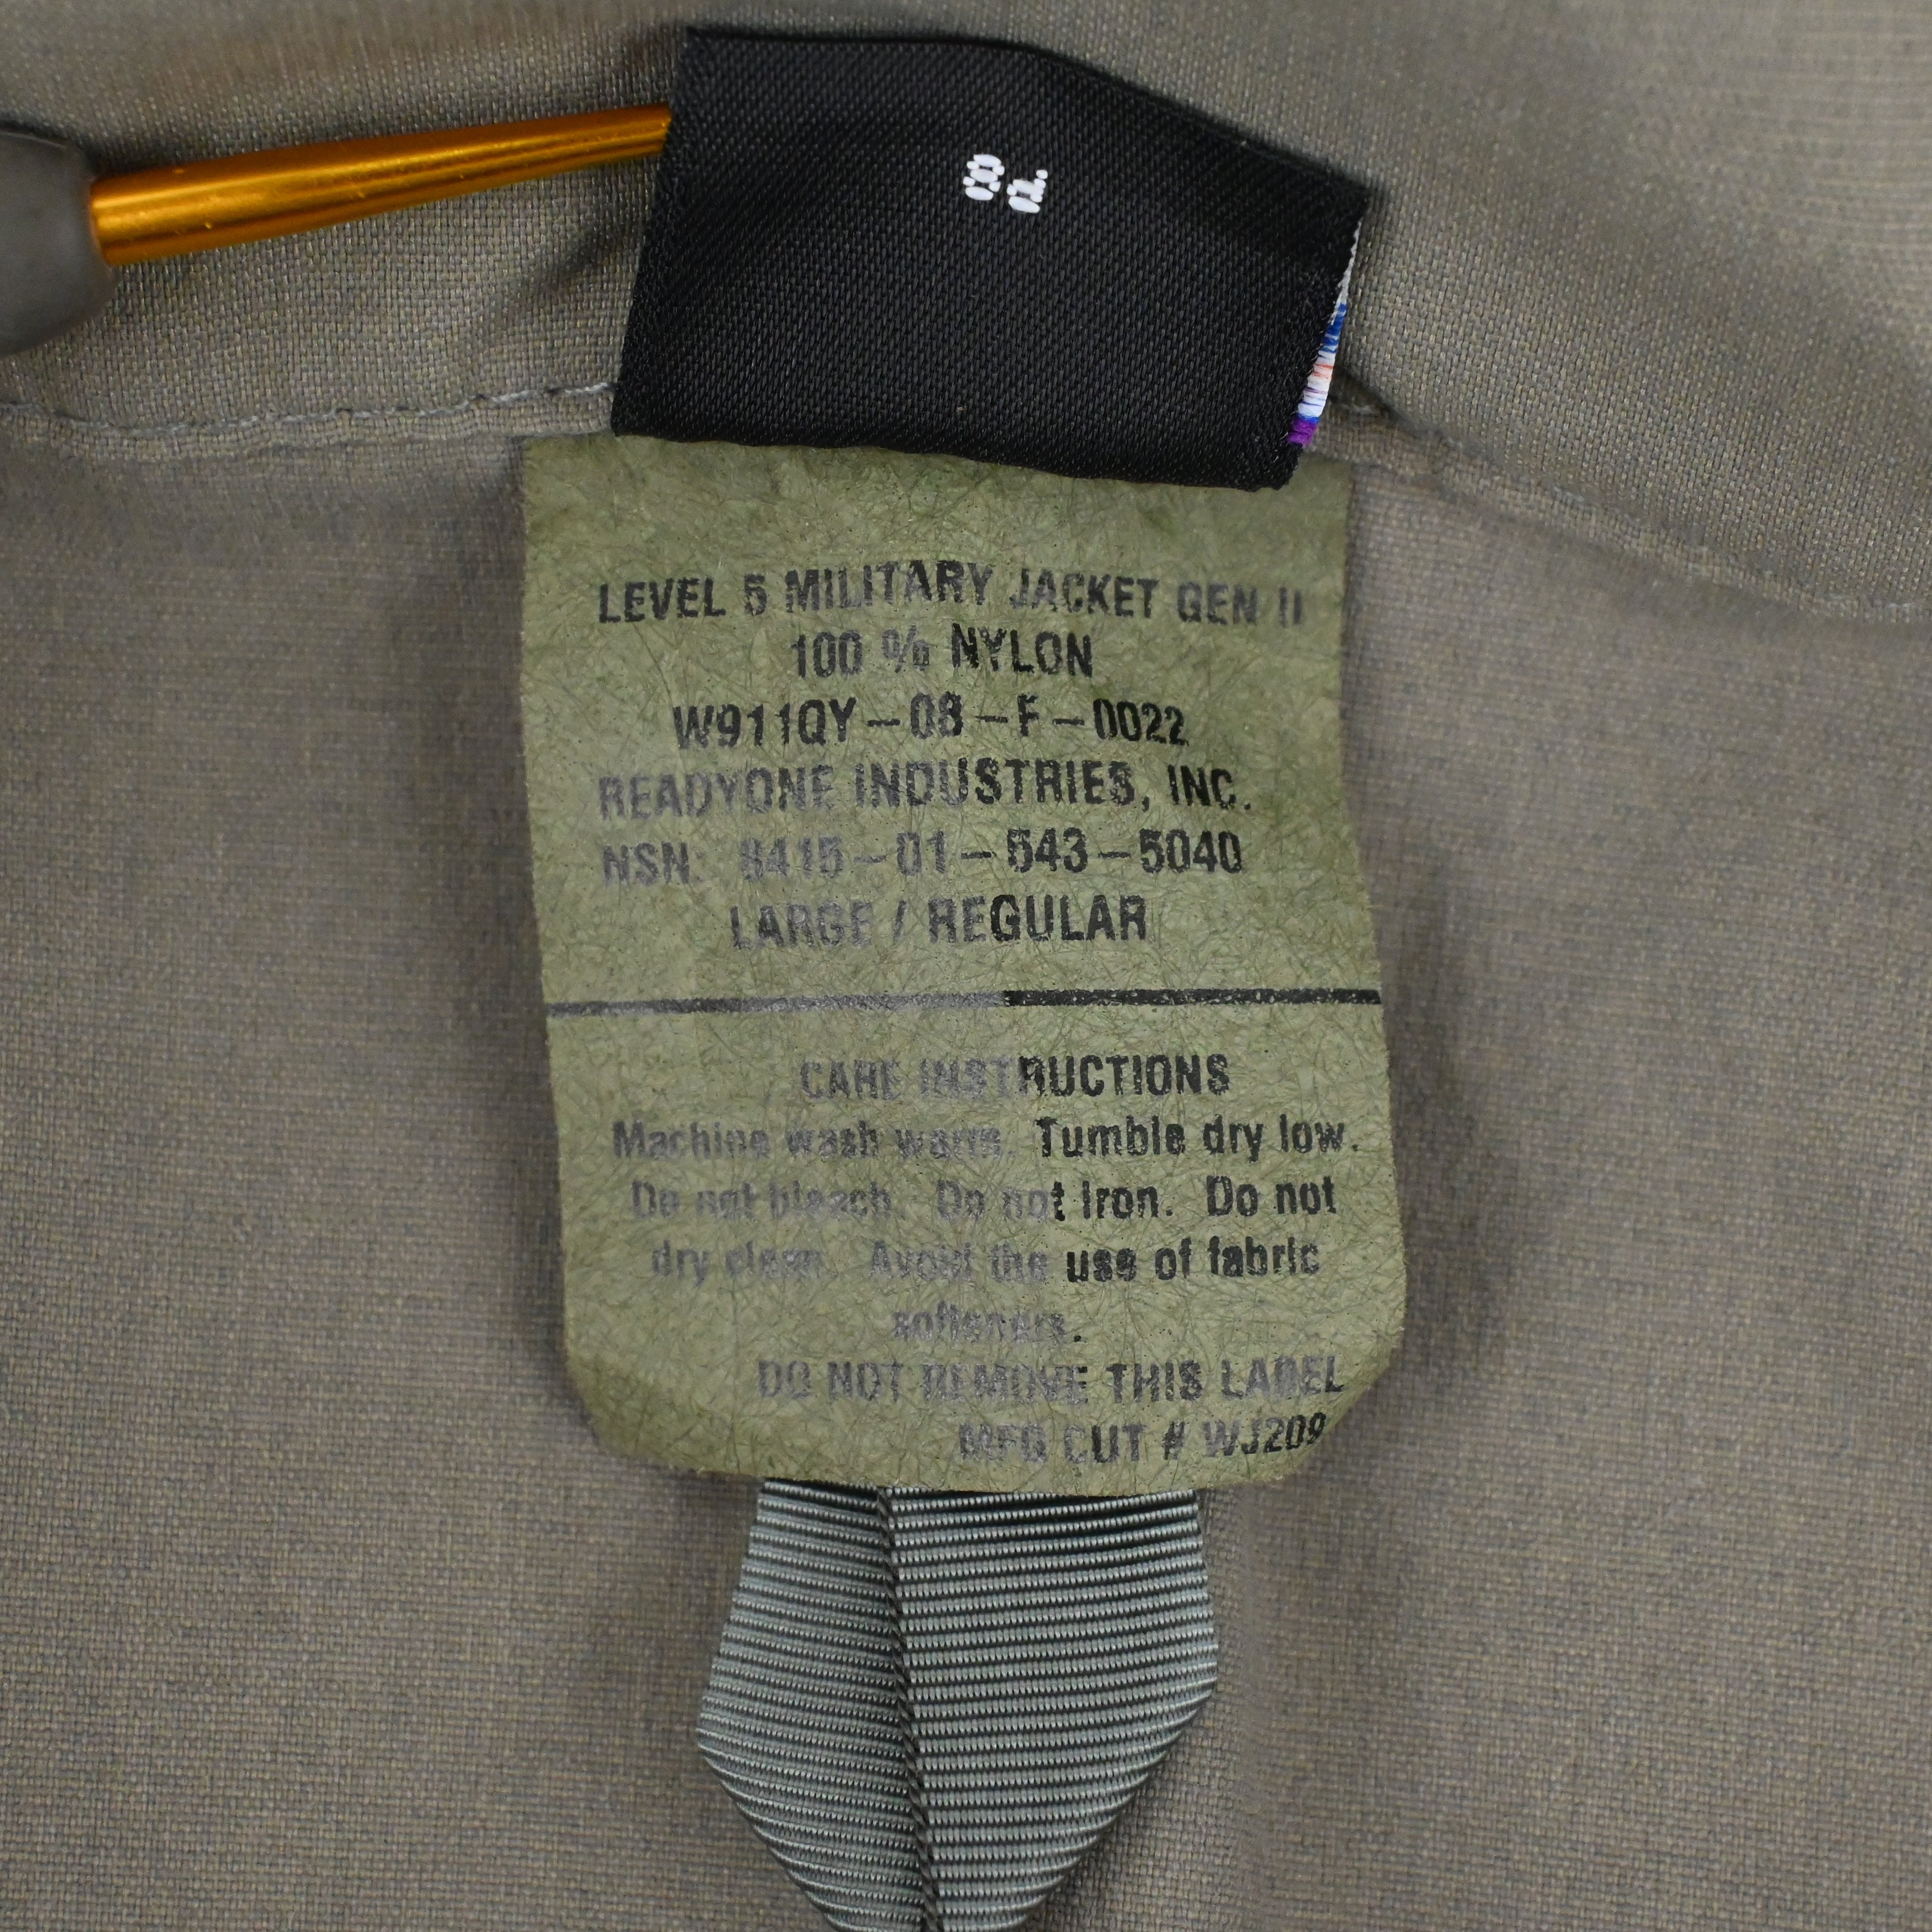 LEVEL 5 MILITARY JACKET GEN II
100 % NYLON
W911QY-08-F-0022
READYONE INDUSTRIES, INC.
NSN: 8415-01-543-5040
LARGE / REGULAR
CARE INSTRUCTIONS
Machine wash warm. Tumble dry low.
Do not bleach. Do not iron. Do not
dry clean. Avoid the use of fabric
softeners.
DO NOT REMOVE THIS LABEL
MFG CUT # WJ209